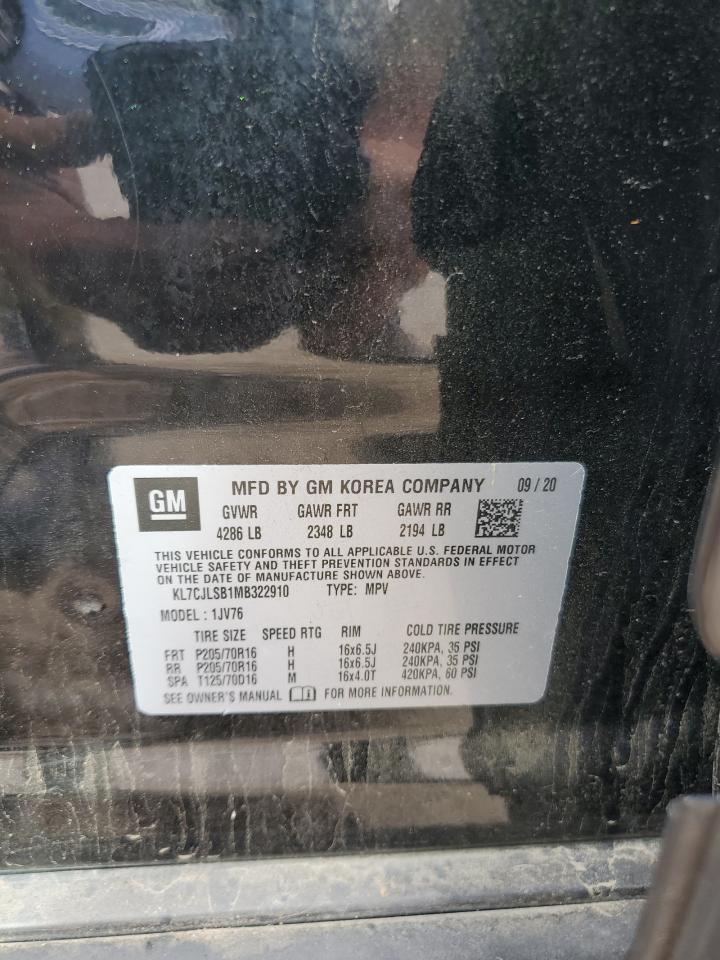 GM
MFD BY GM KOREA COMPANY 09 / 20
GVWR GAWR FRT GAWR RR
4286 LB 2348 LB 2194 LB
THIS VEHICLE CONFORMS TO ALL APPLICABLE U.S. FEDERAL MOTOR
VEHICLE SAFETY AND THEFT PREVENTION STANDARDS IN EFFECT
ON THE DATE OF MANUFACTURE SHOWN ABOVE.
KL7CJLSB1MB322910 TYPE: MPV
MODEL : 1JV76
TIRE SIZE SPEED RTG RIM COLD TIRE PRESSURE
FRT P205/70R16 H 16x6.5J 240KPA, 35 PSI
RR P205/70R16 H 16x6.5J 240KPA, 35 PSI
SPA T125/70D16 M 16x4.0T 420KPA, 60 PSI
SEE OWNER'S MANUAL FOR MORE INFORMATION.